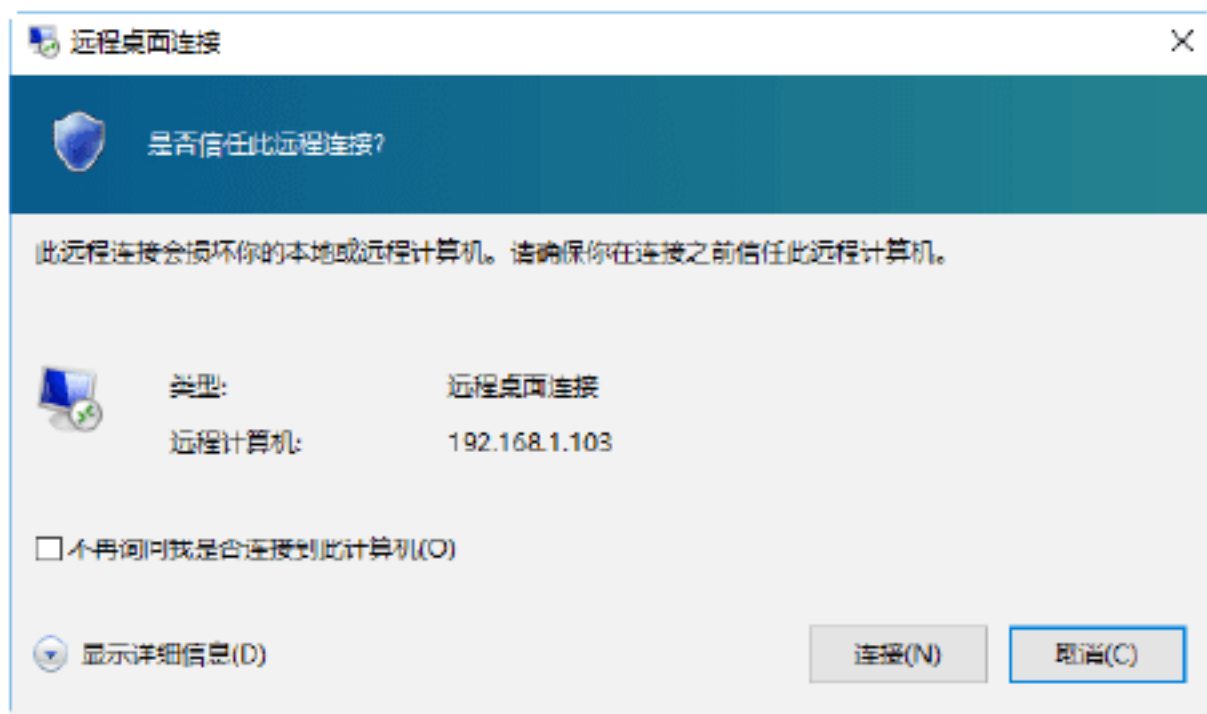 远程桌面连接
是否信任此远程连接?
此远程连接会损坏你的本地或远程计算机。请确保你在连接之前信任此远程计算机。
类型: 远程桌面连接
远程计算机: 192.168.1.103
不再询问我是否连接到此计算机(O)
显示详细信息(D) 连接(N) 取消(C)